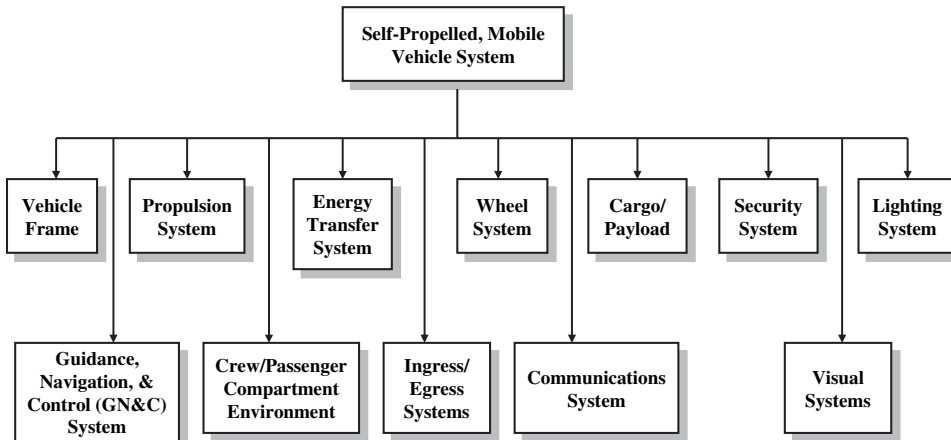 Self-Propelled, Mobile
Vehicle System
Vehicle
Frame
Propulsion
System
Energy
Transfer
System
Wheel
System
Cargo/
Payload
Security
System
Lighting
System
Guidance,
Navigation, &
Control (GN&C)
System
Crew/Passenger
Compartment
Environment
Ingress/
Egress
Systems
Communications
System
Visual
Systems